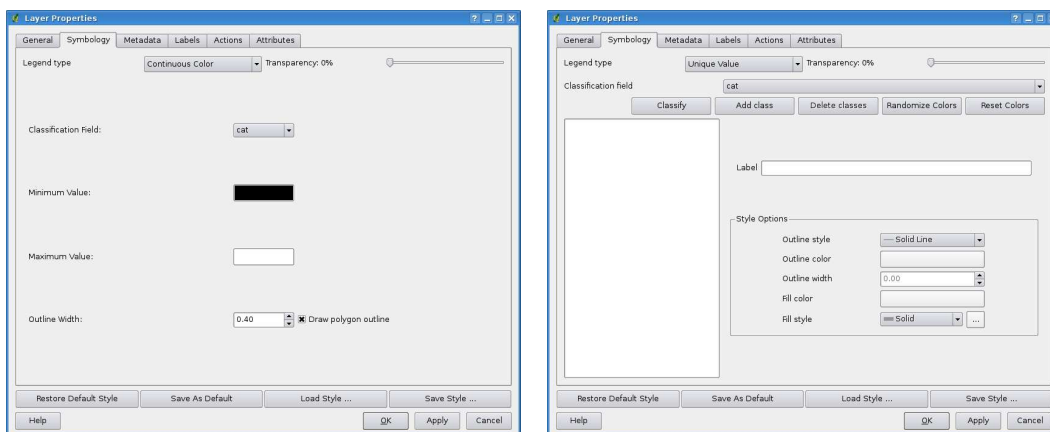 Layer Properties
General Symbology Metadata Labels Actions Attributes
Legend type Continuous Color Transparency: 0%
Classification Field: cat
Minimum Value:
Maximum Value:
Outline Width: 0.40 Draw polygon outline
Restore Default Style Save As Default Load Style ... Save Style ...
Help OK Apply Cancel
Layer Properties
General Symbology Metadata Labels Actions Attributes
Legend type Unique Value Transparency: 0%
Classification field cat
Classify Add class Delete classes Randomize Colors Reset Colors
Label
Style Options
Outline style Solid Line
Outline color
Outline width 0.00
Fill color
Fill style Solid ...
Restore Default Style Save As Default Load Style ... Save Style ...
Help OK Apply Cancel